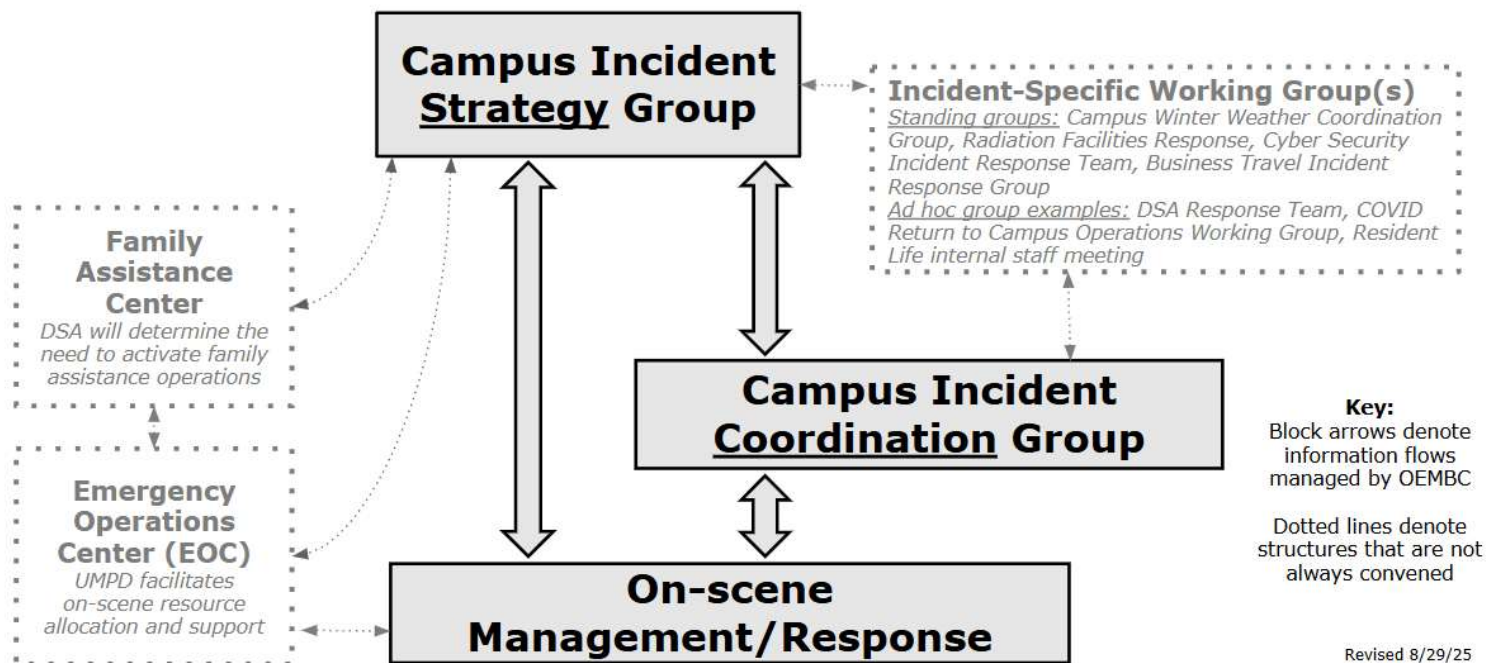 Campus Incident
Strategy Group
Incident-Specific Working Group(s)
Standing groups: Campus Winter Weather Coordination
Group, Radiation Facilities Response, Cyber Security
Incident Response Team, Business Travel Incident
Response Group
Ad hoc group examples: DSA Response Team, COVID
Return to Campus Operations Working Group, Resident
Life internal staff meeting
Family
Assistance
Center
DSA will determine the
need to activate family
assistance operations
Campus Incident
Coordination Group
Key:
Block arrows denote
information flows
managed by OEMBC
Dotted lines denote
structures that are not
always convened
Emergency
Operations
Center (EOC)
UMPD facilitates
on-scene resource
allocation and support
On-scene
Management/Response
Revised 8/29/25